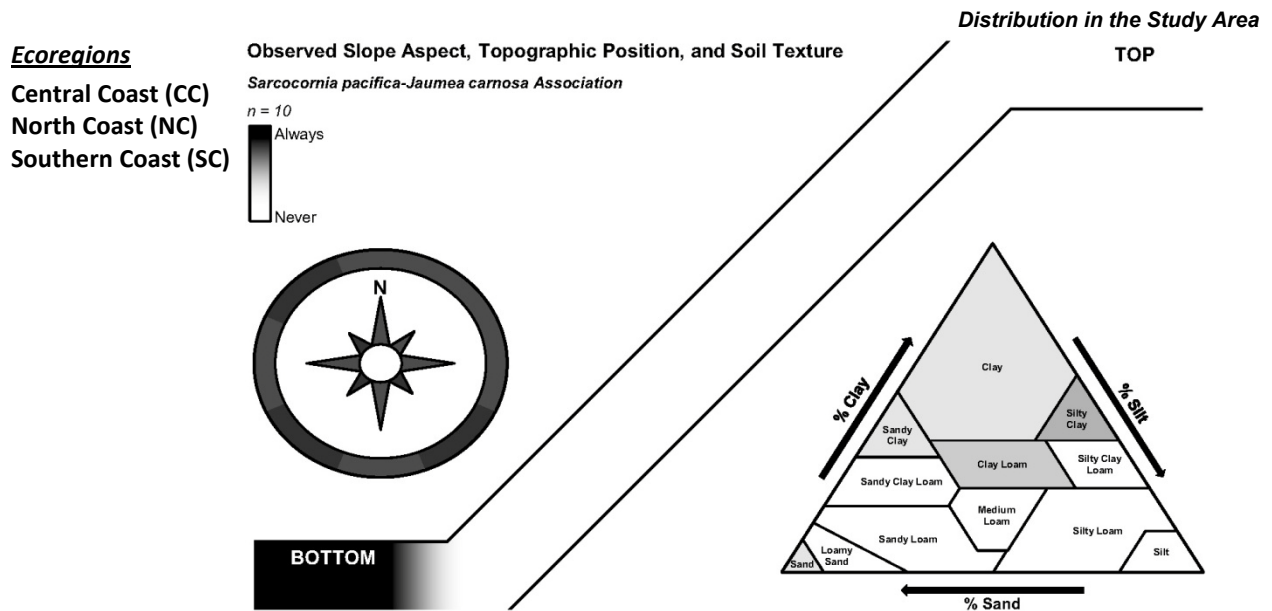 Distribution in the Study Area
Ecoregions
Central Coast (CC)
North Coast (NC)
Southern Coast (SC)
Observed Slope Aspect, Topographic Position, and Soil Texture
Sarcocornia pacifica-Jaumea carnosa Association
n = 10
Always
Never
N
TOP
BOTTOM
% Clay
% Silt
% Sand
Clay
Silty
Clay
Sandy
Clay
Clay Loam
Silty Clay
Loam
Sandy Clay Loam
Medium
Loam
Silty Loam
Sandy Loam
Loamy
Sand
Sand
Silt